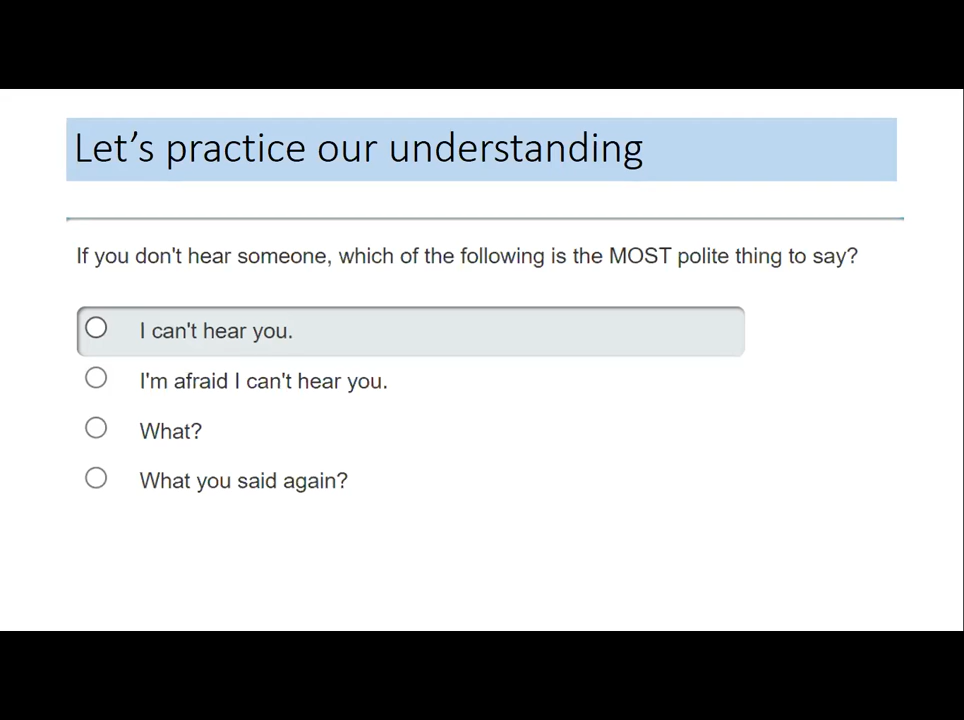 Let’s practice our understanding
If you don't hear someone, which of the following is the MOST polite thing to say?
I can't hear you.
I'm afraid I can't hear you.
What?
What you said again?